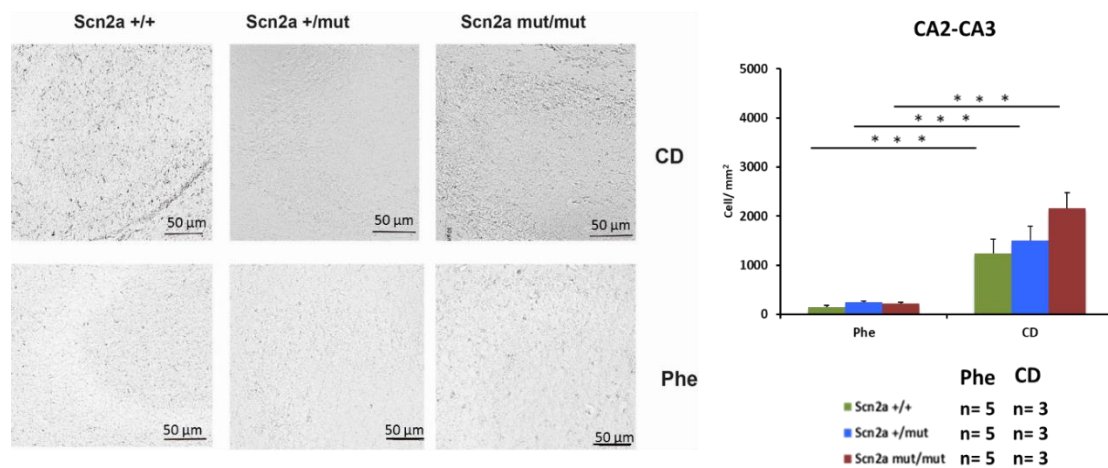 Scn2a +/+ Scn2a +/mut Scn2a mut/mut
50 μm 50 μm 50 μm
CD
50 μm 50 μm 50 μm
Phe
CA2-CA3
5000
4000
3000
2000
1000
0
Cell/ mm²
* * *
* * *
* * *
Phe CD
Phe CD
Scn2a +/+ n= 5 n= 3
Scn2a +/mut n= 5 n= 3
Scn2a mut/mut n= 5 n= 3